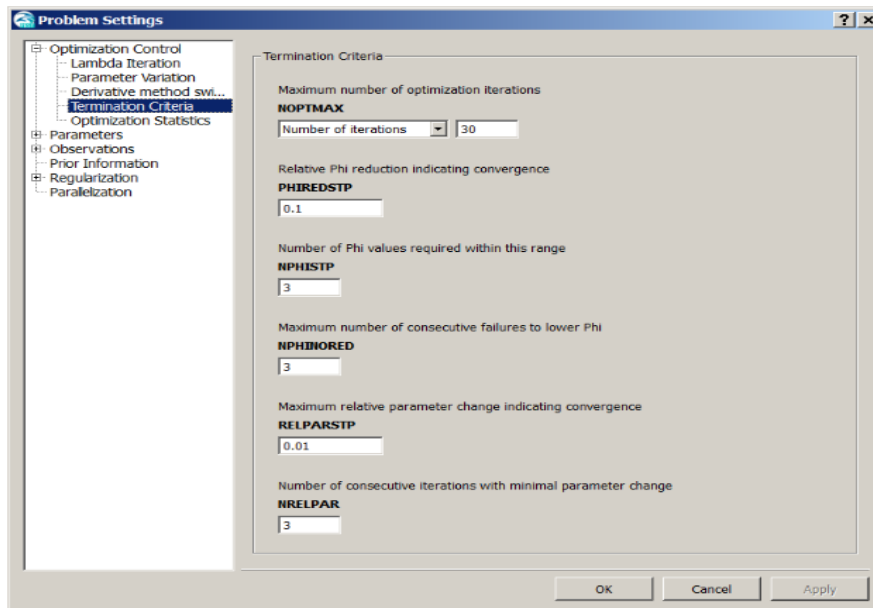 Problem Settings
Optimization Control
Lambda Iteration
Parameter Variation
Derivative method swi...
Termination Criteria
Optimization Statistics
Parameters
Observations
Prior Information
Regularization
Parallelization
Termination Criteria
Maximum number of optimization iterations
NOPTMAX
Number of iterations 30
Relative Phi reduction indicating convergence
PHIREDSTP
0.1
Number of Phi values required within this range
NPHISTP
3
Maximum number of consecutive failures to lower Phi
NPHINORED
3
Maximum relative parameter change indicating convergence
RELPARSTP
0.01
Number of consecutive iterations with minimal parameter change
NRELPAR
3
OK Cancel Apply